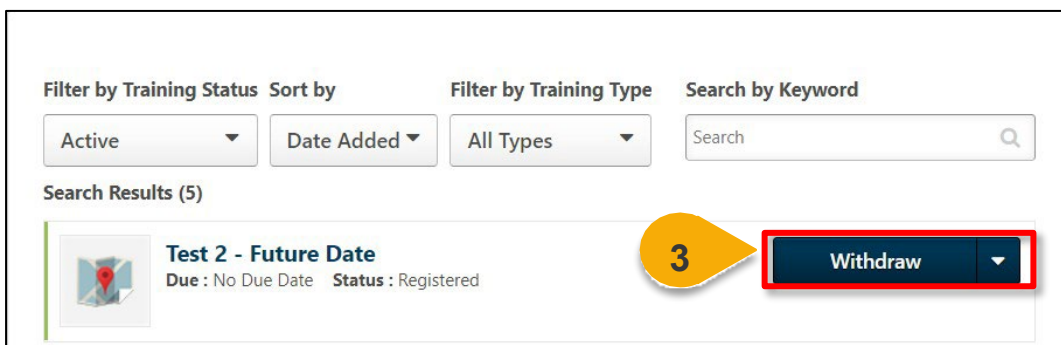 Filter by Training Status Sort by Filter by Training Type Search by Keyword
Active Date Added All Types Search
Search Results (5)
Test 2 - Future Date
Due : No Due Date Status : Registered
3
Withdraw